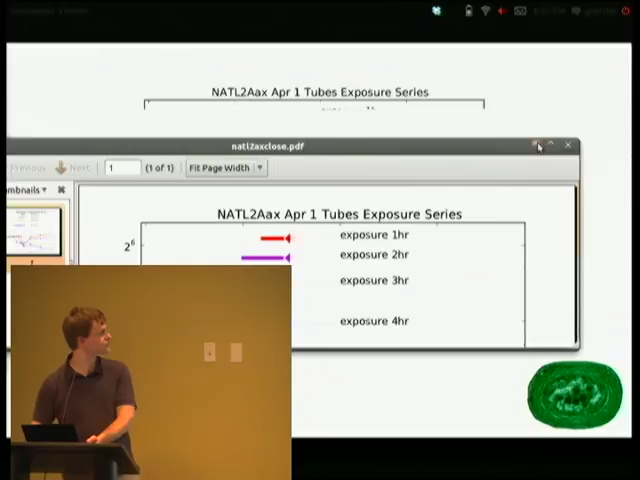 NATL2Aax Apr 1 Tubes Exposure Series
natl2axclose.pdf
Previous Next 1 (1 of 1) Fit Page Width
mbnails
NATL2Aax Apr 1 Tubes Exposure Series
2⁶
exposure 1hr
exposure 2hr
exposure 3hr
exposure 4hr